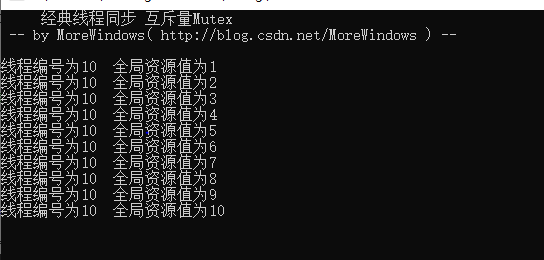 经典线程同步 互斥量Mutex
-- by MoreWindows( http://blog.csdn.net/MoreWindows ) --
线程编号为10 全局资源值为1
线程编号为10 全局资源值为2
线程编号为10 全局资源值为3
线程编号为10 全局资源值为4
线程编号为10 全局资源值为5
线程编号为10 全局资源值为6
线程编号为10 全局资源值为7
线程编号为10 全局资源值为8
线程编号为10 全局资源值为9
线程编号为10 全局资源值为10